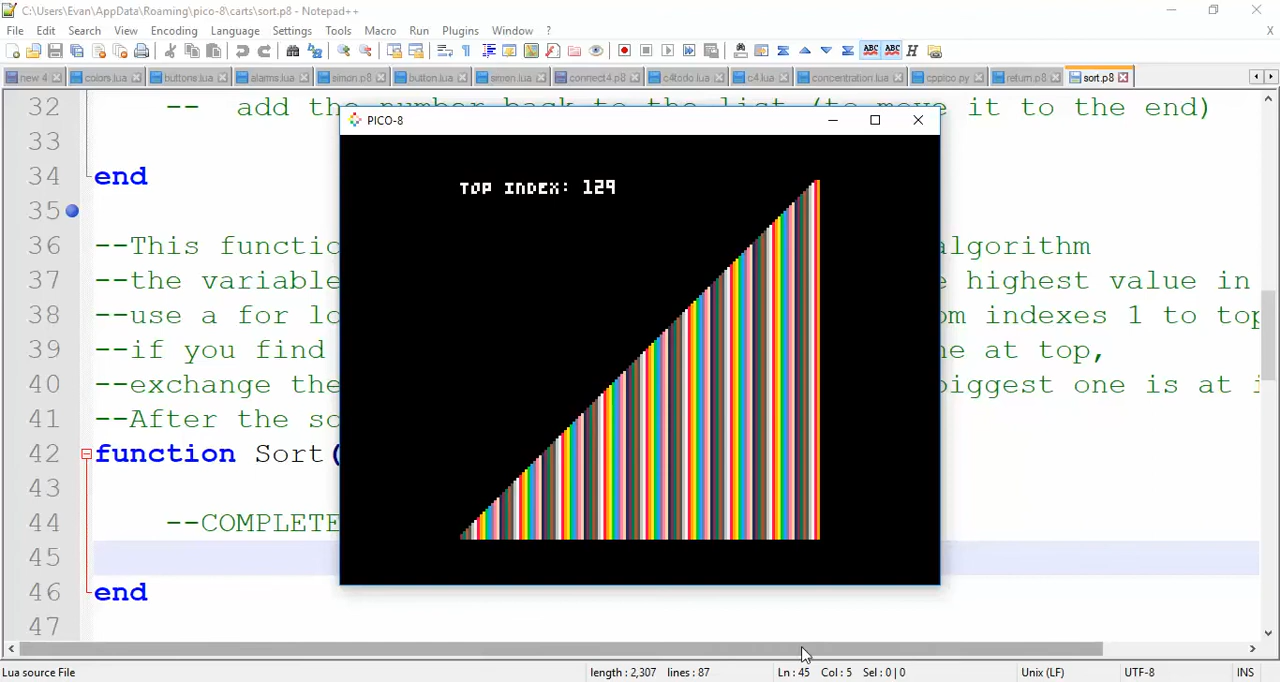 C:\Users\Evan\AppData\Roaming\pico-8\carts\sort.p8 - Notepad++
File Edit Search View Encoding Language Settings Tools Macro Run Plugins Window ? X
new 4 colors.lua buttons.lua alarms.lua simon.p8 button.lua simon.lua connect4.p8 c4todo.lua c4.lua concentration.lua cppico.py return.p8 sort.p8
32 -- add the number back to the list (to move it to the end)
PICO-8
33
TOP INDEX: 129
34 end
35
36 --This functio algorithm
37 --the variable highest value in
38 --use a for lo om indexes 1 to top
39 --if you find ne at top,
40 --exchange the biggest one is at i
41 --After the so
42 function Sort(
43
44 --COMPLETE
45
46 end
47
Lua source File length : 2,307 lines : 87 Ln : 45 Col : 5 Sel : 0 | 0 Unix (LF) UTF-8 INS